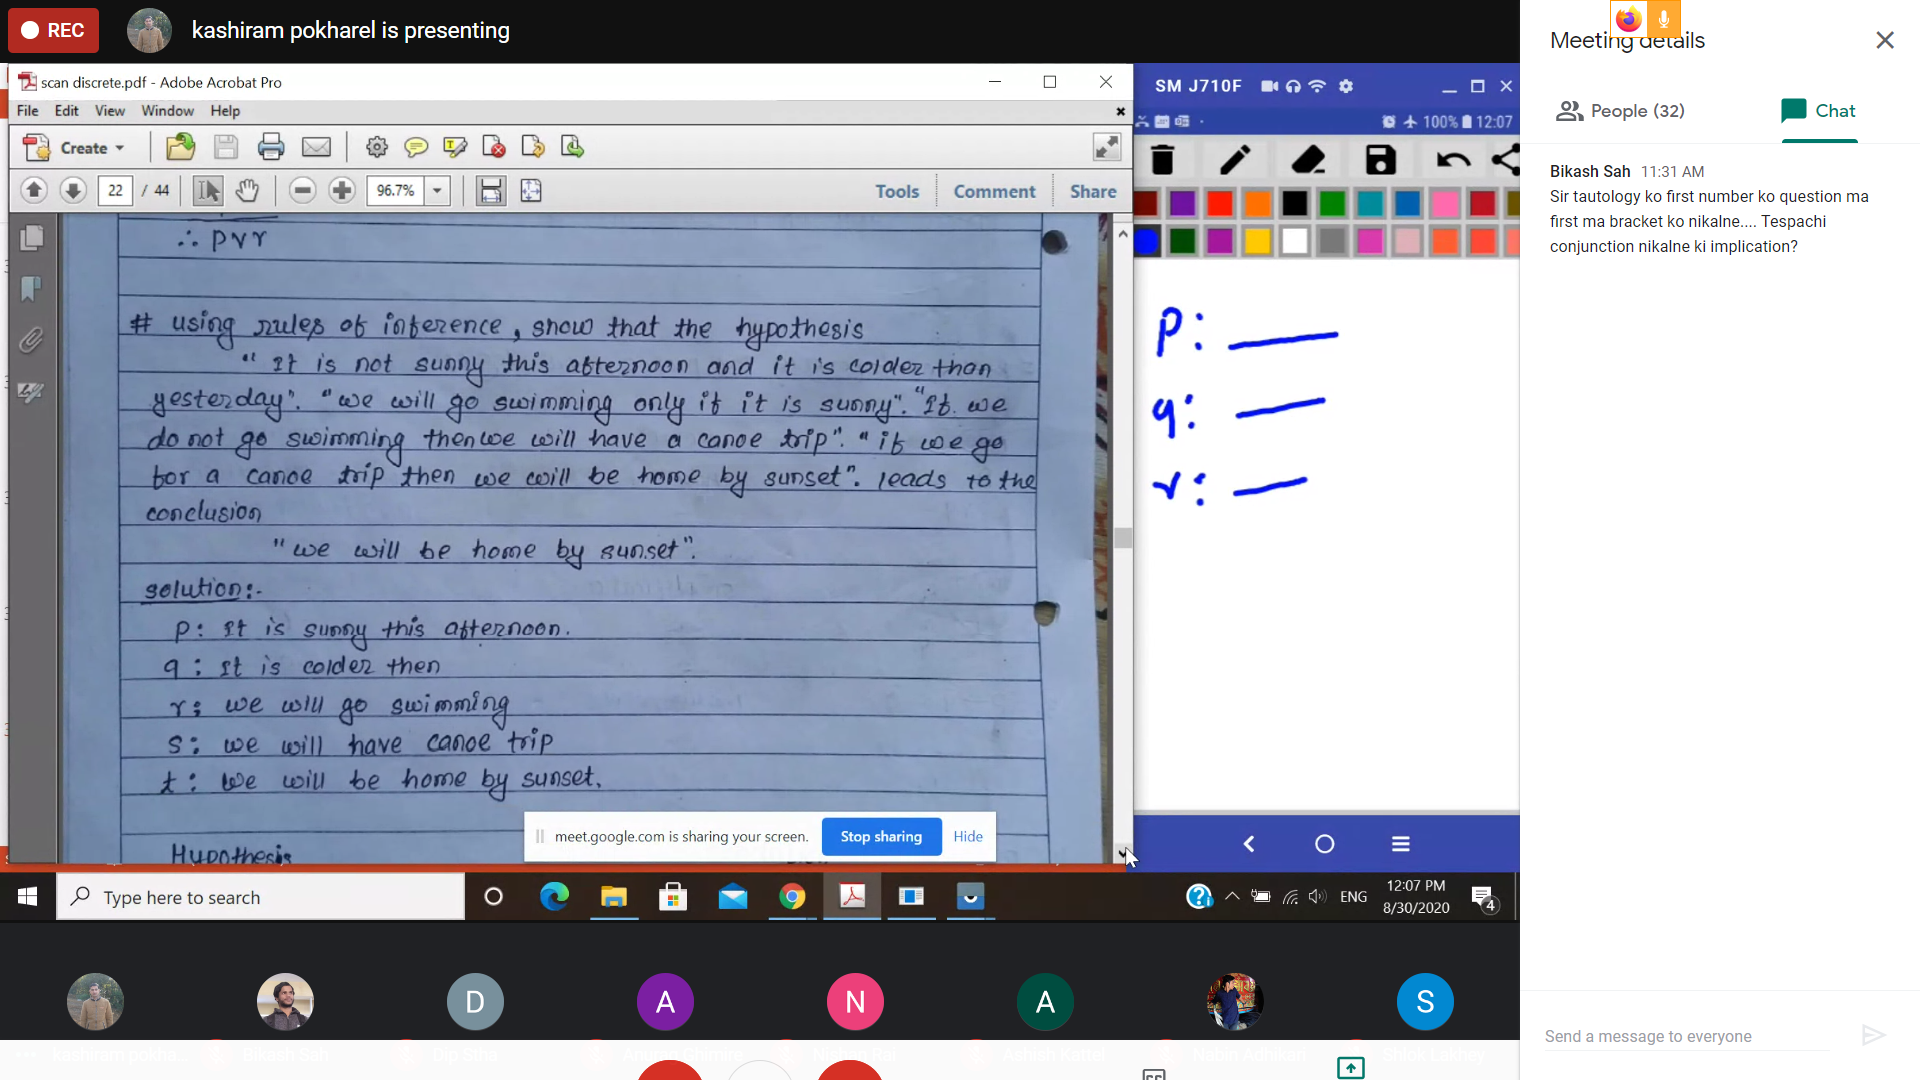 REC
kashiram pokharel is presenting
scan discrete.pdf - Adobe Acrobat Pro
File Edit View Window Help
Create
22 / 44
96.7%
Tools Comment Share
∴ p v r
# using rules of inference, show that the hypothesis
"It is not sunny this afternoon and it is colder than
yesterday". "we will go swimming only if it is sunny". "If we
do not go swimming then we will have a canoe trip". "if we go
for a canoe trip then we will be home by sunset". leads to the
conclusion
"we will be home by sunset".
solution:-
p: It is sunny this afternoon.
q: It is colder then
r: we will go swimming
s: we will have canoe trip
t: we will be home by sunset.
Hypothesis
meet.google.com is sharing your screen. Stop sharing Hide
SM J710F
100% 12:07
p:
q:
r:
Type here to search
ENG
12:07 PM
8/30/2020
4
D A N A S
kashiram pokha...
Bikash Sah
Meeting details
People (32)
Chat
Bikash Sah 11:31 AM
Sir tautology ko first number ko question ma
first ma bracket ko nikalne.... Tespachi
conjunction nikalne ki implication?
Send a message to everyone